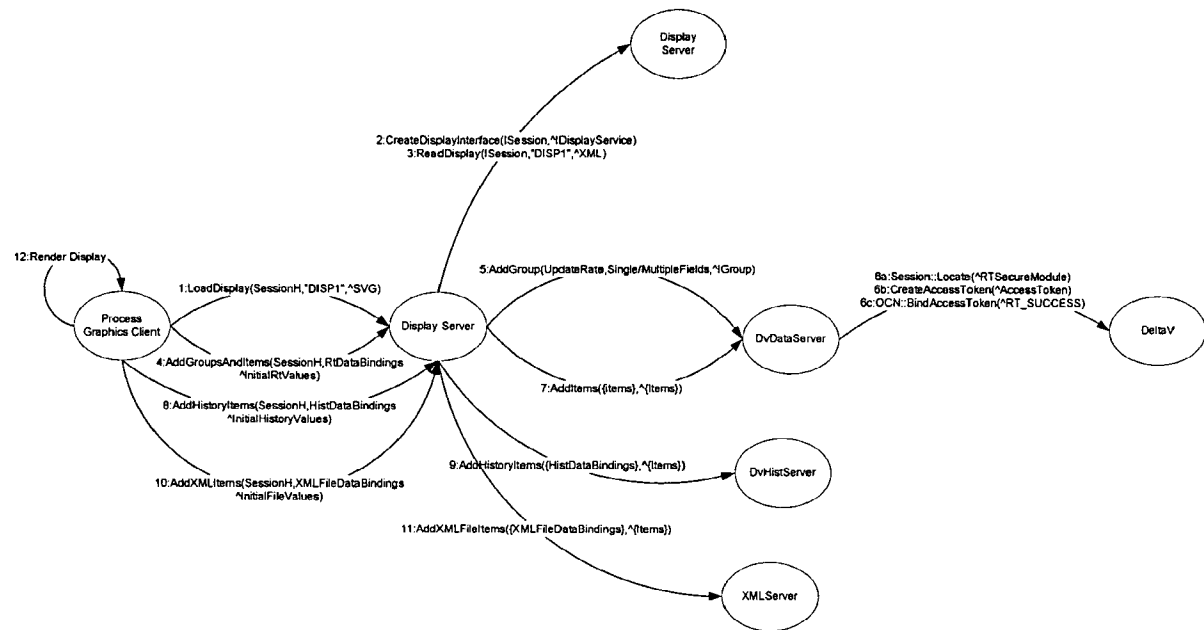 Display
Server
2:CreateDisplayInterface(ISession,^IDisplayService)
3:ReadDisplay(ISession,"DISP1",^XML)
12:Render Display
1:LoadDisplay(SessionH,"DISP1",^SVG)
5:AddGroup(UpdateRate,Single/MultipleFields,^IGroup)
6a:Session::Locate(^RTSecureModule)
6b:CreateAccessToken(^AccessToken)
6c:OCN::BindAccessToken(^RT_SUCCESS)
Process
Graphics Client
Display Server
DvDataServer
DeltaV
4:AddGroupsAndItems(SessionH,RtDataBindings
^InitialRtValues)
7:AddItems({items},^{Items})
8:AddHistoryItems(SessionH,HistDataBindings
^InitialHistoryValues)
9:AddHistoryItems({HistDataBindings},^{Items})
DvHistServer
10:AddXMLItems(SessionH,XMLFileDataBindings
^InitialFileValues)
11:AddXMLFileItems({XMLFileDataBindings},^{Items})
XMLServer